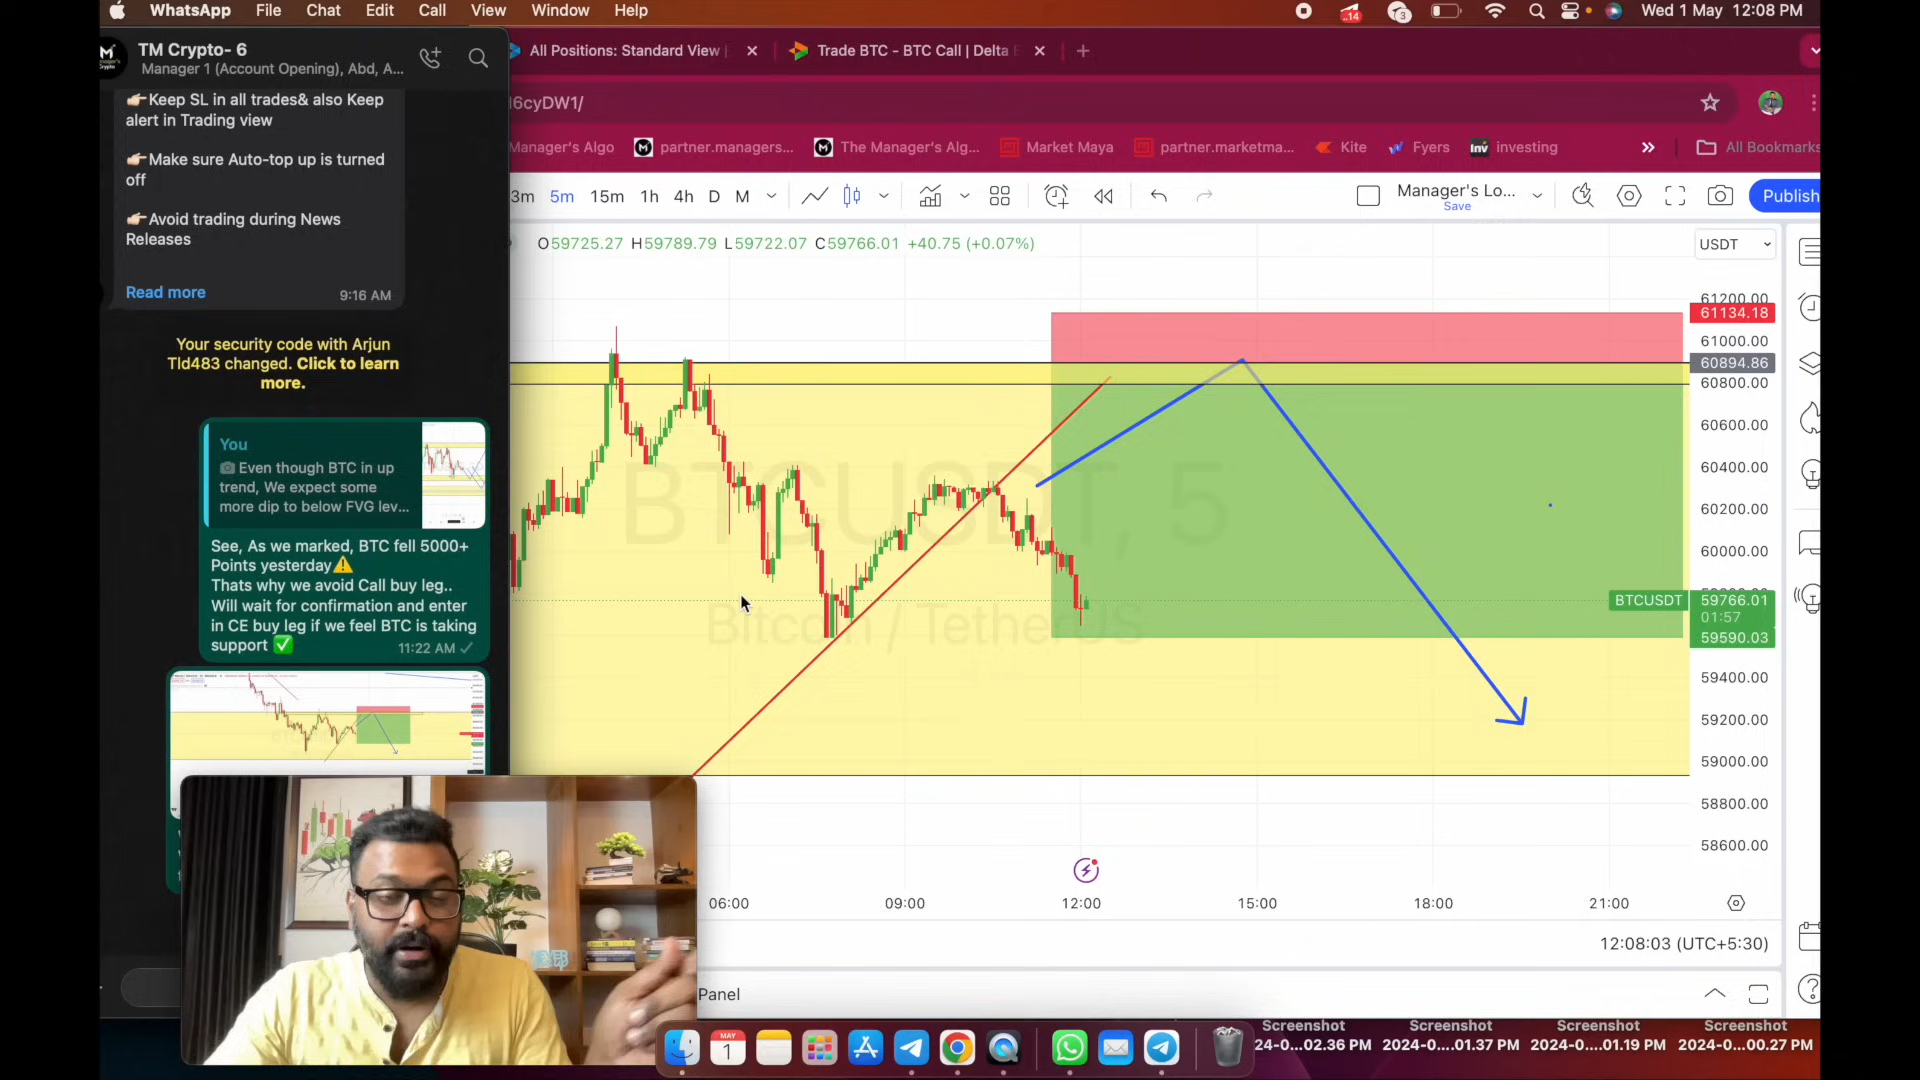 WhatsApp File Chat Edit Call View Window Help
14
3
Wed 1 May 12:08 PM
TM Crypto- 6
Manager 1 (Account Opening), Abd, A...
All Positions: Standard View
Trade BTC - BTC Call | Delta
l6cyDW1/
👉🏻Keep SL in all trades& also Keep
alert in Trading view
👉🏻Make sure Auto-top up is turned
off
👉🏻Avoid trading during News
Releases
Read more
9:16 AM
Manager's Algo
partner.managers...
The Manager's Alg...
Market Maya
partner.marketma...
Kite
Fyers
Inv
investing
All Bookmarks
3m 5m 15m 1h 4h D M
Manager's Lo...
Save
Publish
O59725.27 H59789.79 L59722.07 C59766.01 +40.75 (+0.07%)
USDT
Your security code with Arjun
Tld483 changed. Click to learn
more.
You
Even though BTC in up
trend, We expect some
more dip to below FVG lev...
See, As we marked, BTC fell 5000+
Points yesterday⚠️
Thats why we avoid Call buy leg..
Will wait for confirmation and enter
in CE buy leg if we feel BTC is taking
support ✅
11:22 AM ✓
BTCUSDT, 5
Bitcoin / TetherUS
61200.00
61134.18
61000.00
60894.86
60800.00
60600.00
60400.00
60200.00
60000.00
BTCUSDT
59766.01
01:57
59590.03
59400.00
59200.00
59000.00
58800.00
58600.00
06:00 09:00 12:00 15:00 18:00 21:00
12:08:03 (UTC+5:30)
Panel
MAY
1
Screenshot
24-0....02.36 PM
Screenshot
2024-0....01.37 PM
Screenshot
2024-0....01.19 PM
Screenshot
2024-0....00.27 PM